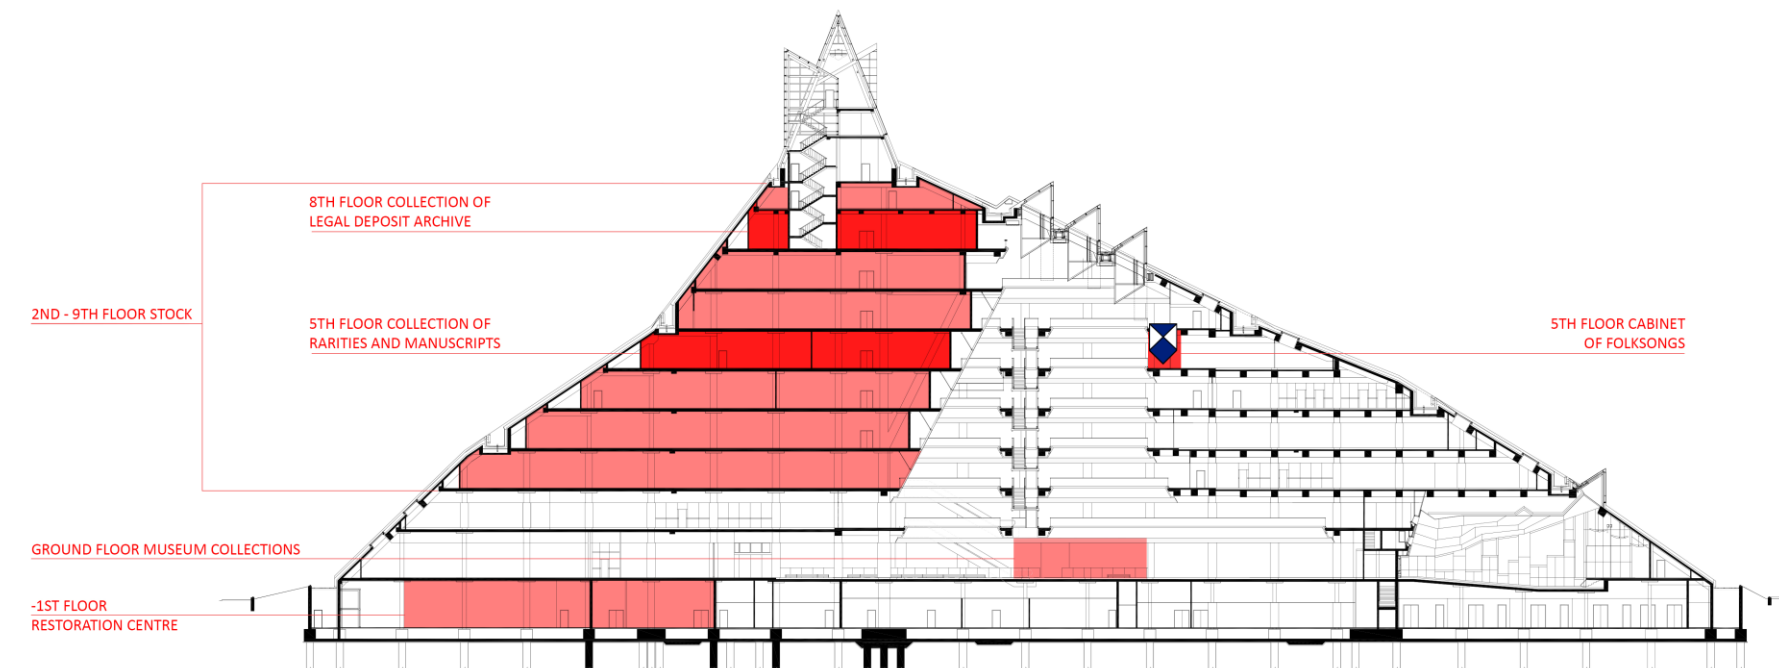 8TH FLOOR COLLECTION OF
LEGAL DEPOSIT ARCHIVE
2ND - 9TH FLOOR STOCK
5TH FLOOR COLLECTION OF
RARITIES AND MANUSCRIPTS
5TH FLOOR CABINET
OF FOLKSONGS
GROUND FLOOR MUSEUM COLLECTIONS
-1ST FLOOR
RESTORATION CENTRE